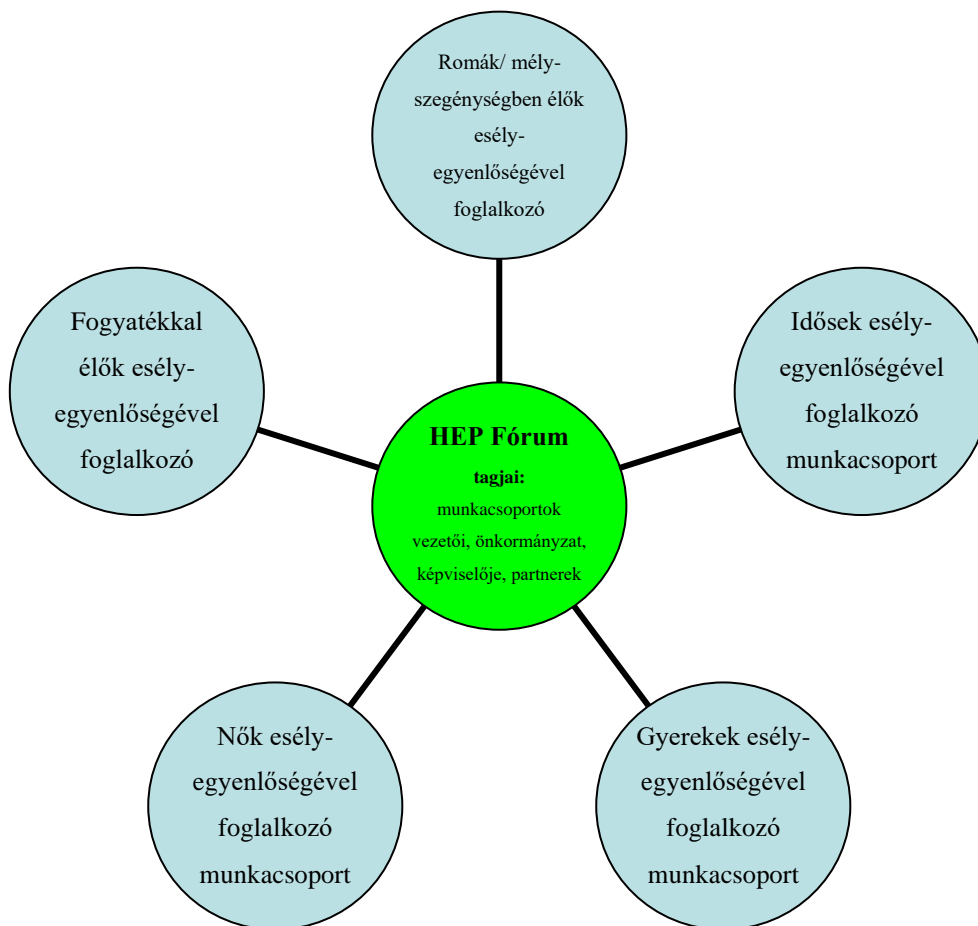 Romák/ mély-
szegénységben élők
esély-
egyenlőségével
foglalkozó
Fogyatékkal
élők esély-
egyenlőségével
foglalkozó
Idősek esély-
egyenlőségével
foglalkozó
munkacsoport
HEP Fórum
tagjai:
munkacsoportok
vezetői, önkormányzat,
képviselője, partnerek
Nők esély-
egyenlőségével
foglalkozó
munkacsoport
Gyerekek esély-
egyenlőségével
foglalkozó
munkacsoport